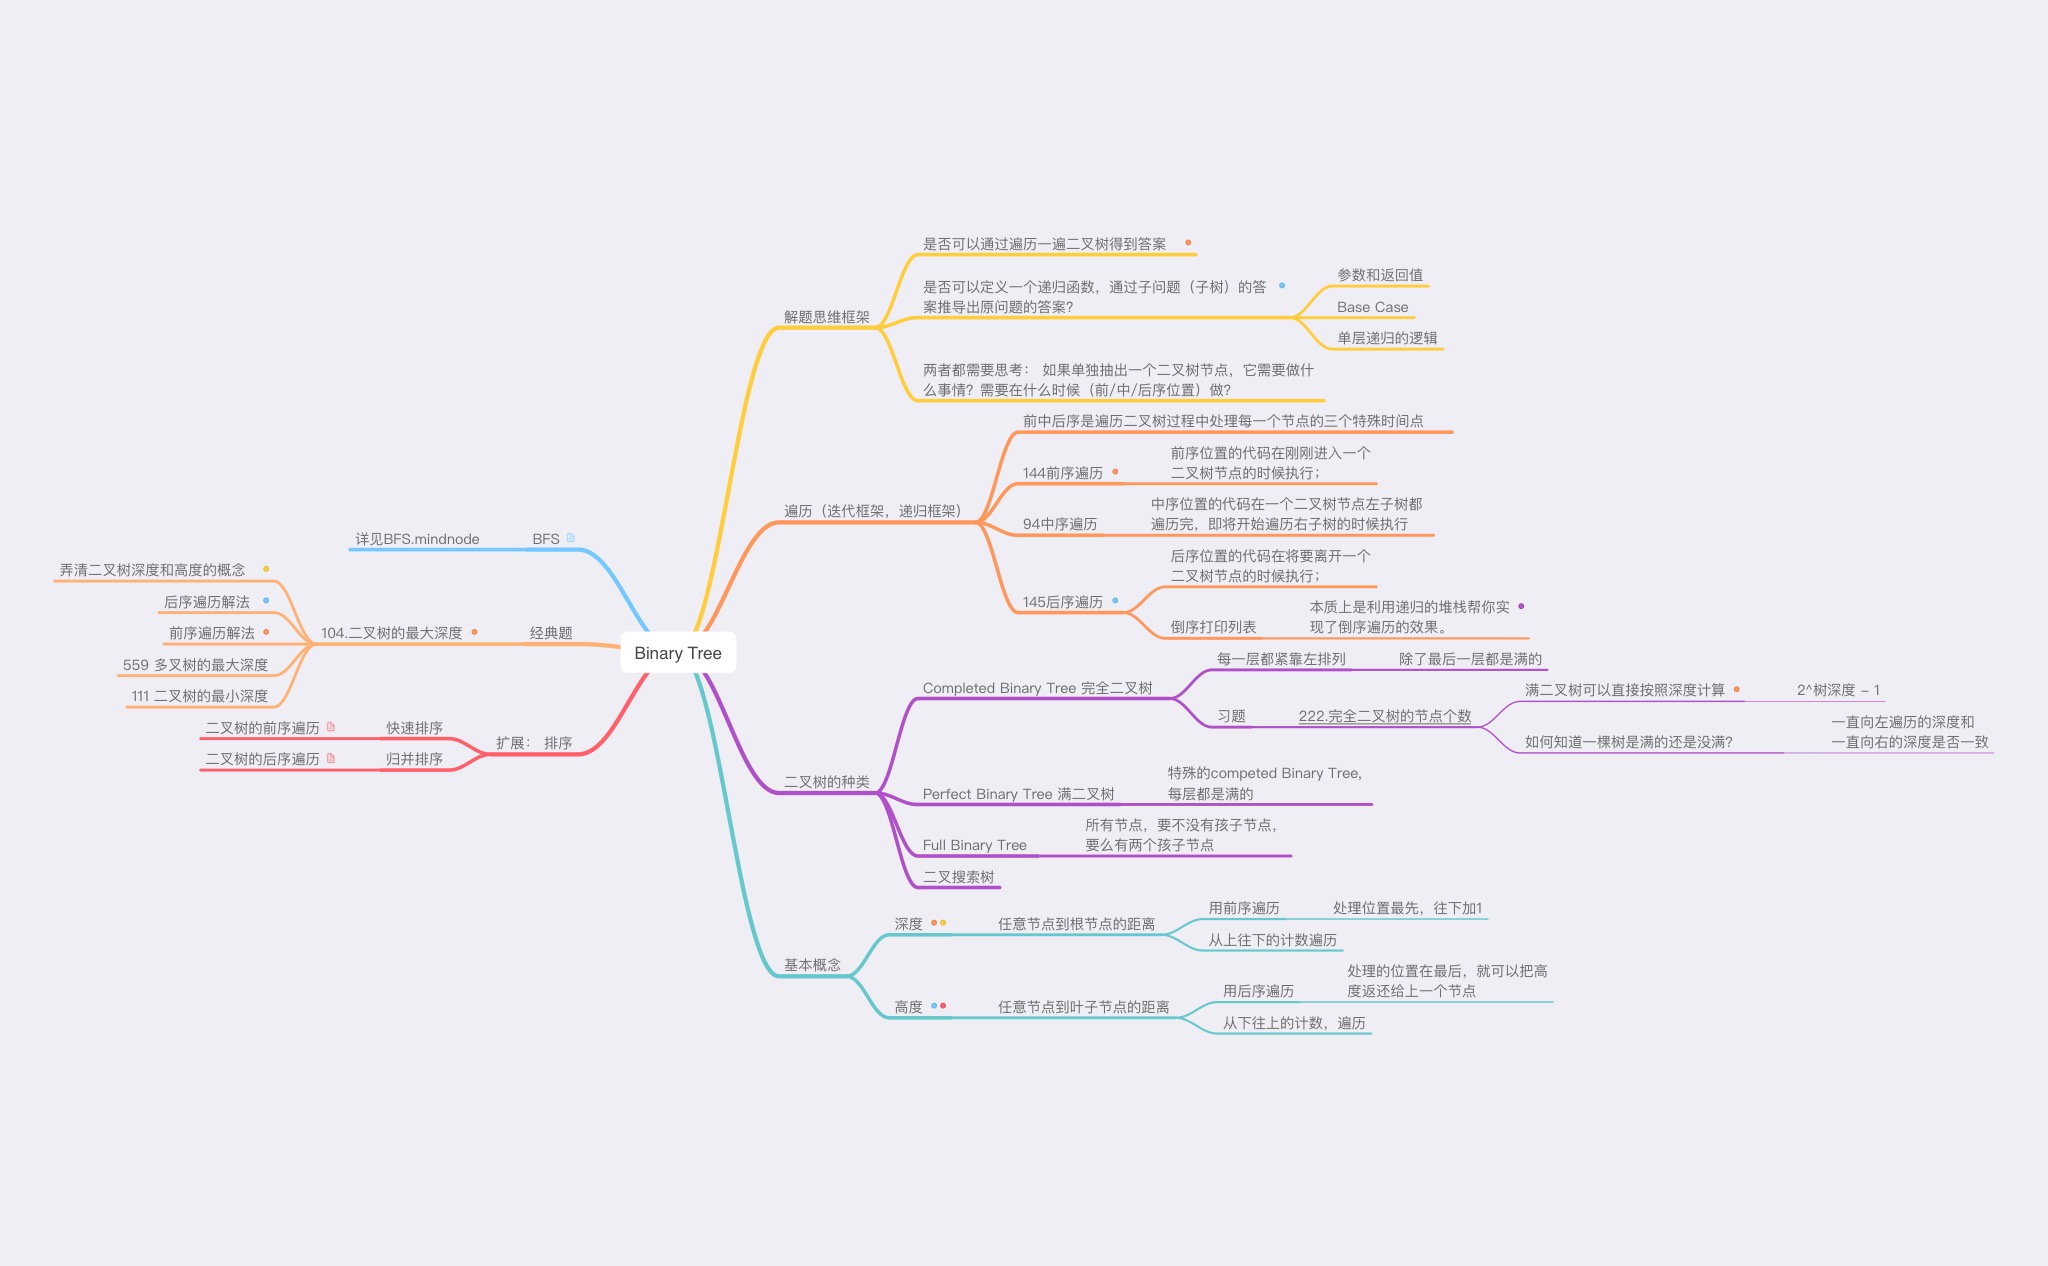 Binary Tree
解题思维框架
是否可以通过遍历一遍二叉树得到答案
是否可以定义一个递归函数，通过子问题（子树）的答
案推导出原问题的答案？
参数和返回值
Base Case
单层递归的逻辑
两者都需要思考： 如果单独抽出一个二叉树节点，它需要做什
么事情？需要在什么时候（前/中/后序位置）做？
遍历（迭代框架，递归框架）
前中后序是遍历二叉树过程中处理每一个节点的三个特殊时间点
144前序遍历
前序位置的代码在刚刚进入一个
二叉树节点的时候执行；
94中序遍历
中序位置的代码在一个二叉树节点左子树都
遍历完，即将开始遍历右子树的时候执行
145后序遍历
后序位置的代码在将要离开一个
二叉树节点的时候执行；
倒序打印列表
本质上是利用递归的堆栈帮你实
现了倒序遍历的效果。
二叉树的种类
Completed Binary Tree 完全二叉树
每一层都紧靠左排列
除了最后一层都是满的
习题
222.完全二叉树的节点个数
满二叉树可以直接按照深度计算
2^树深度 - 1
如何知道一棵树是满的还是没满？
一直向左遍历的深度和
一直向右的深度是否一致
Perfect Binary Tree 满二叉树
特殊的competed Binary Tree,
每层都是满的
Full Binary Tree
所有节点，要不没有孩子节点，
要么有两个孩子节点
二叉搜索树
基本概念
深度
任意节点到根节点的距离
用前序遍历
处理位置最先，往下加1
从上往下的计数遍历
高度
任意节点到叶子节点的距离
用后序遍历
处理的位置在最后，就可以把高
度返还给上一个节点
从下往上的计数，遍历
BFS
详见BFS.mindnode
经典题
104.二叉树的最大深度
弄清二叉树深度和高度的概念
后序遍历解法
前序遍历解法
559 多叉树的最大深度
111 二叉树的最小深度
扩展： 排序
快速排序
二叉树的前序遍历
归并排序
二叉树的后序遍历